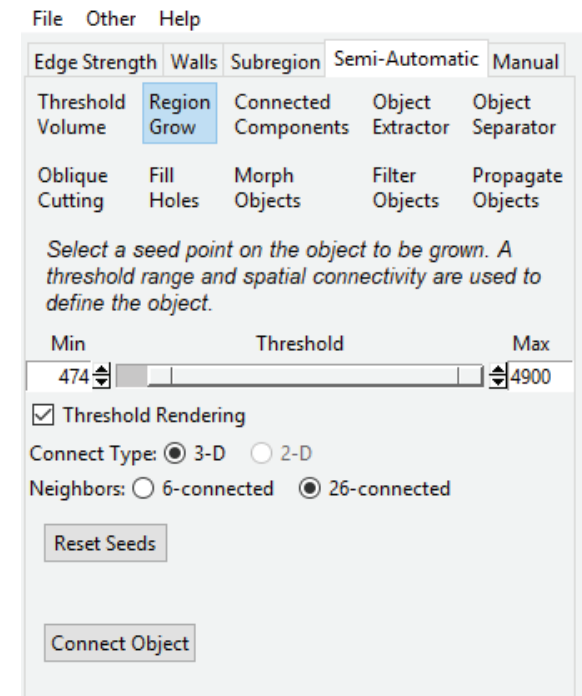 File Other Help
Edge Strength Walls Subregion Semi-Automatic Manual
Threshold Region Connected Object Object
Volume Grow Components Extractor Separator
Oblique Fill Morph Filter Propagate
Cutting Holes Objects Objects Objects
Select a seed point on the object to be grown. A
threshold range and spatial connectivity are used to
define the object.
Min Threshold Max
474 4900
Threshold Rendering
Connect Type: 3-D 2-D
Neighbors: 6-connected 26-connected
Reset Seeds
Connect Object